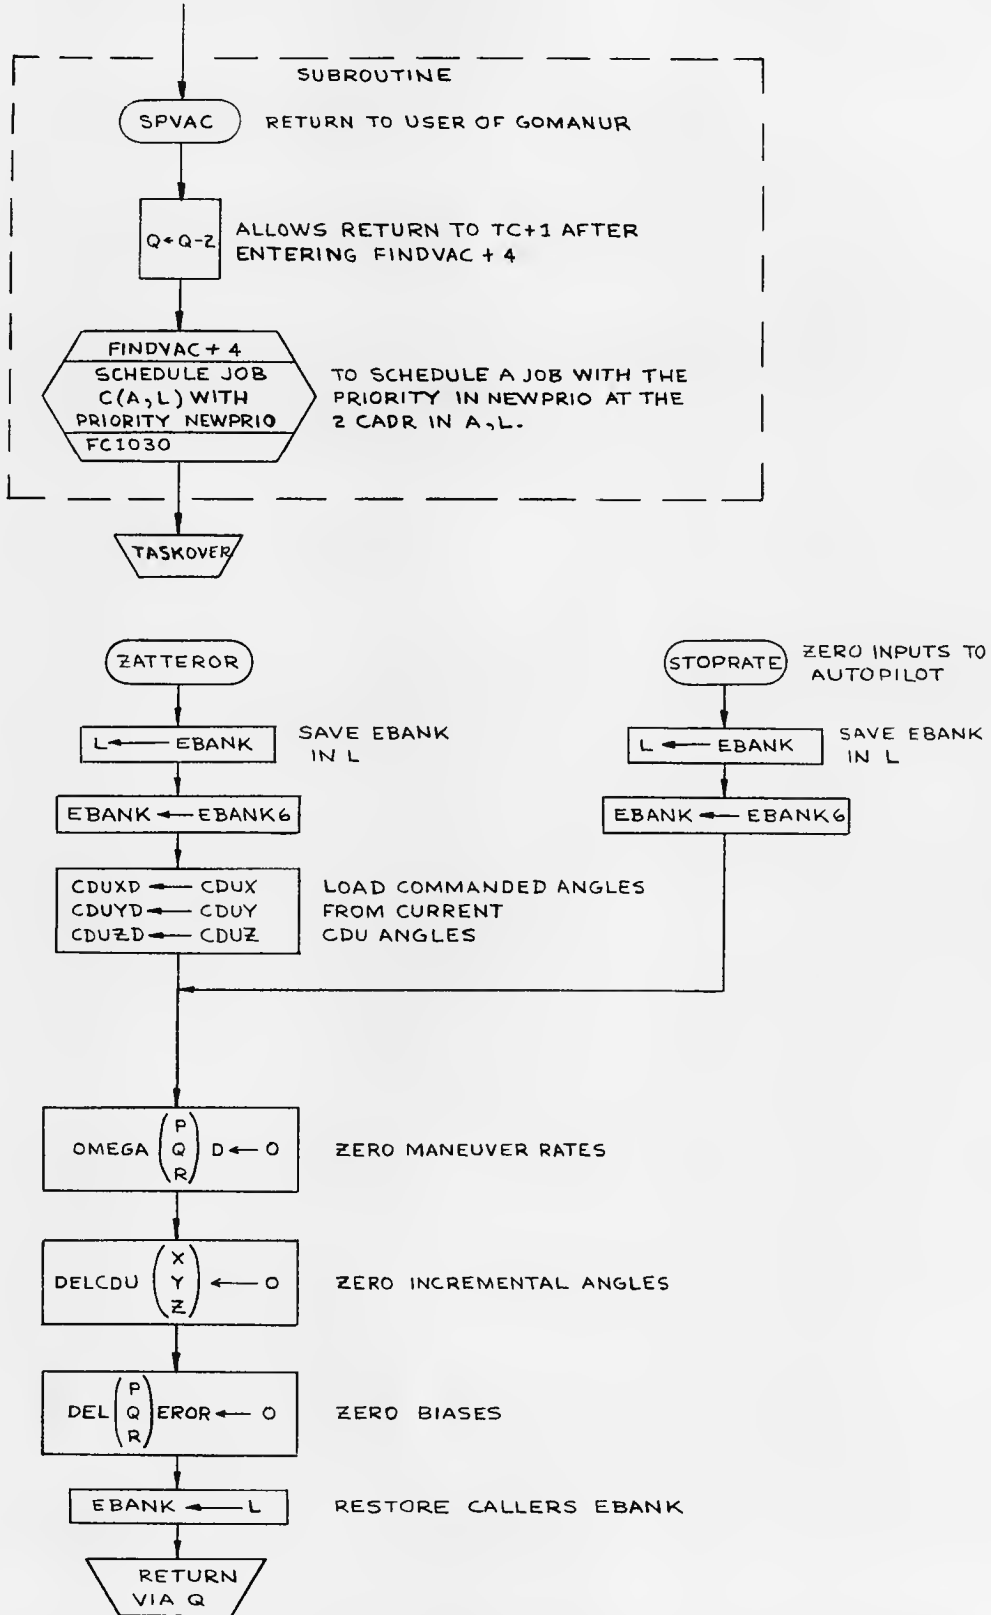 SUBROUTINE
SPVAC
RETURN TO USER OF GOMANUR
Q←Q-2
ALLOWS RETURN TO TC+1 AFTER
ENTERING FINDVAC + 4
FINDVAC + 4
SCHEDULE JOB
C(A,L) WITH
PRIORITY NEWPRIO
FC1030
TO SCHEDULE A JOB WITH THE
PRIORITY IN NEWPRIO AT THE
2 CADR IN A,L.
TASKOVER
ZATTEROR
L ← EBANK
SAVE EBANK
IN L
EBANK ← EBANK6
CDUXD ← CDUX
CDUYD ← CDUY
CDUZD ← CDUZ
LOAD COMMANDED ANGLES
FROM CURRENT
CDU ANGLES
STOPRATE
ZERO INPUTS TO
AUTOPILOT
L ← EBANK
SAVE EBANK
IN L
EBANK ← EBANK6
OMEGA (P Q R) D ← O
ZERO MANEUVER RATES
DELCDU (X Y Z) ← O
ZERO INCREMENTAL ANGLES
DEL (P Q R) EROR ← O
ZERO BIASES
EBANK ← L
RESTORE CALLERS EBANK
RETURN
VIA Q